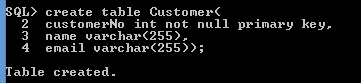 SQL> create table Customer(
2 customerNo int not null primary key,
3 name varchar(255),
4 email varchar(255));
Table created.